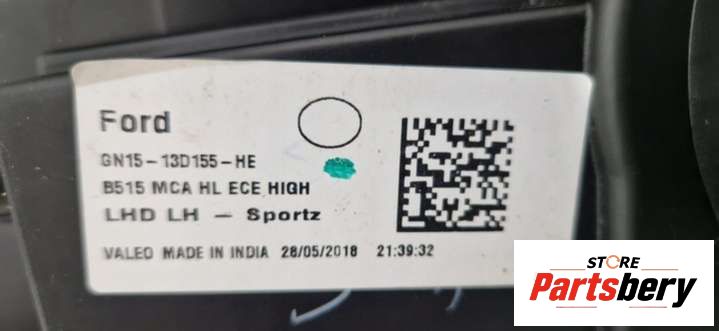 Ford
GN15-13D155-HE
B515 MCA HL ECE HIGH
LHD LH - Sportz
VALEO MADE IN INDIA 28/05/2018 21:39:32
STORE
Partsbery